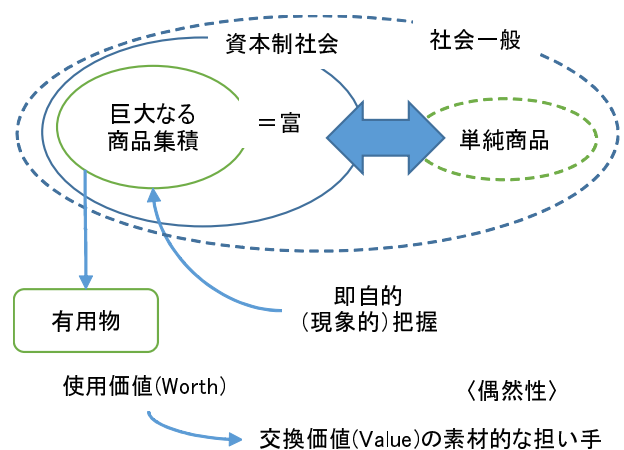 資本制社会
社会一般
巨大なる
商品集積
＝富
単純商品
即自的
（現象的）把握
有用物
使用価値(Worth)
〈偶然性〉
交換価値(Value)の素材的な担い手